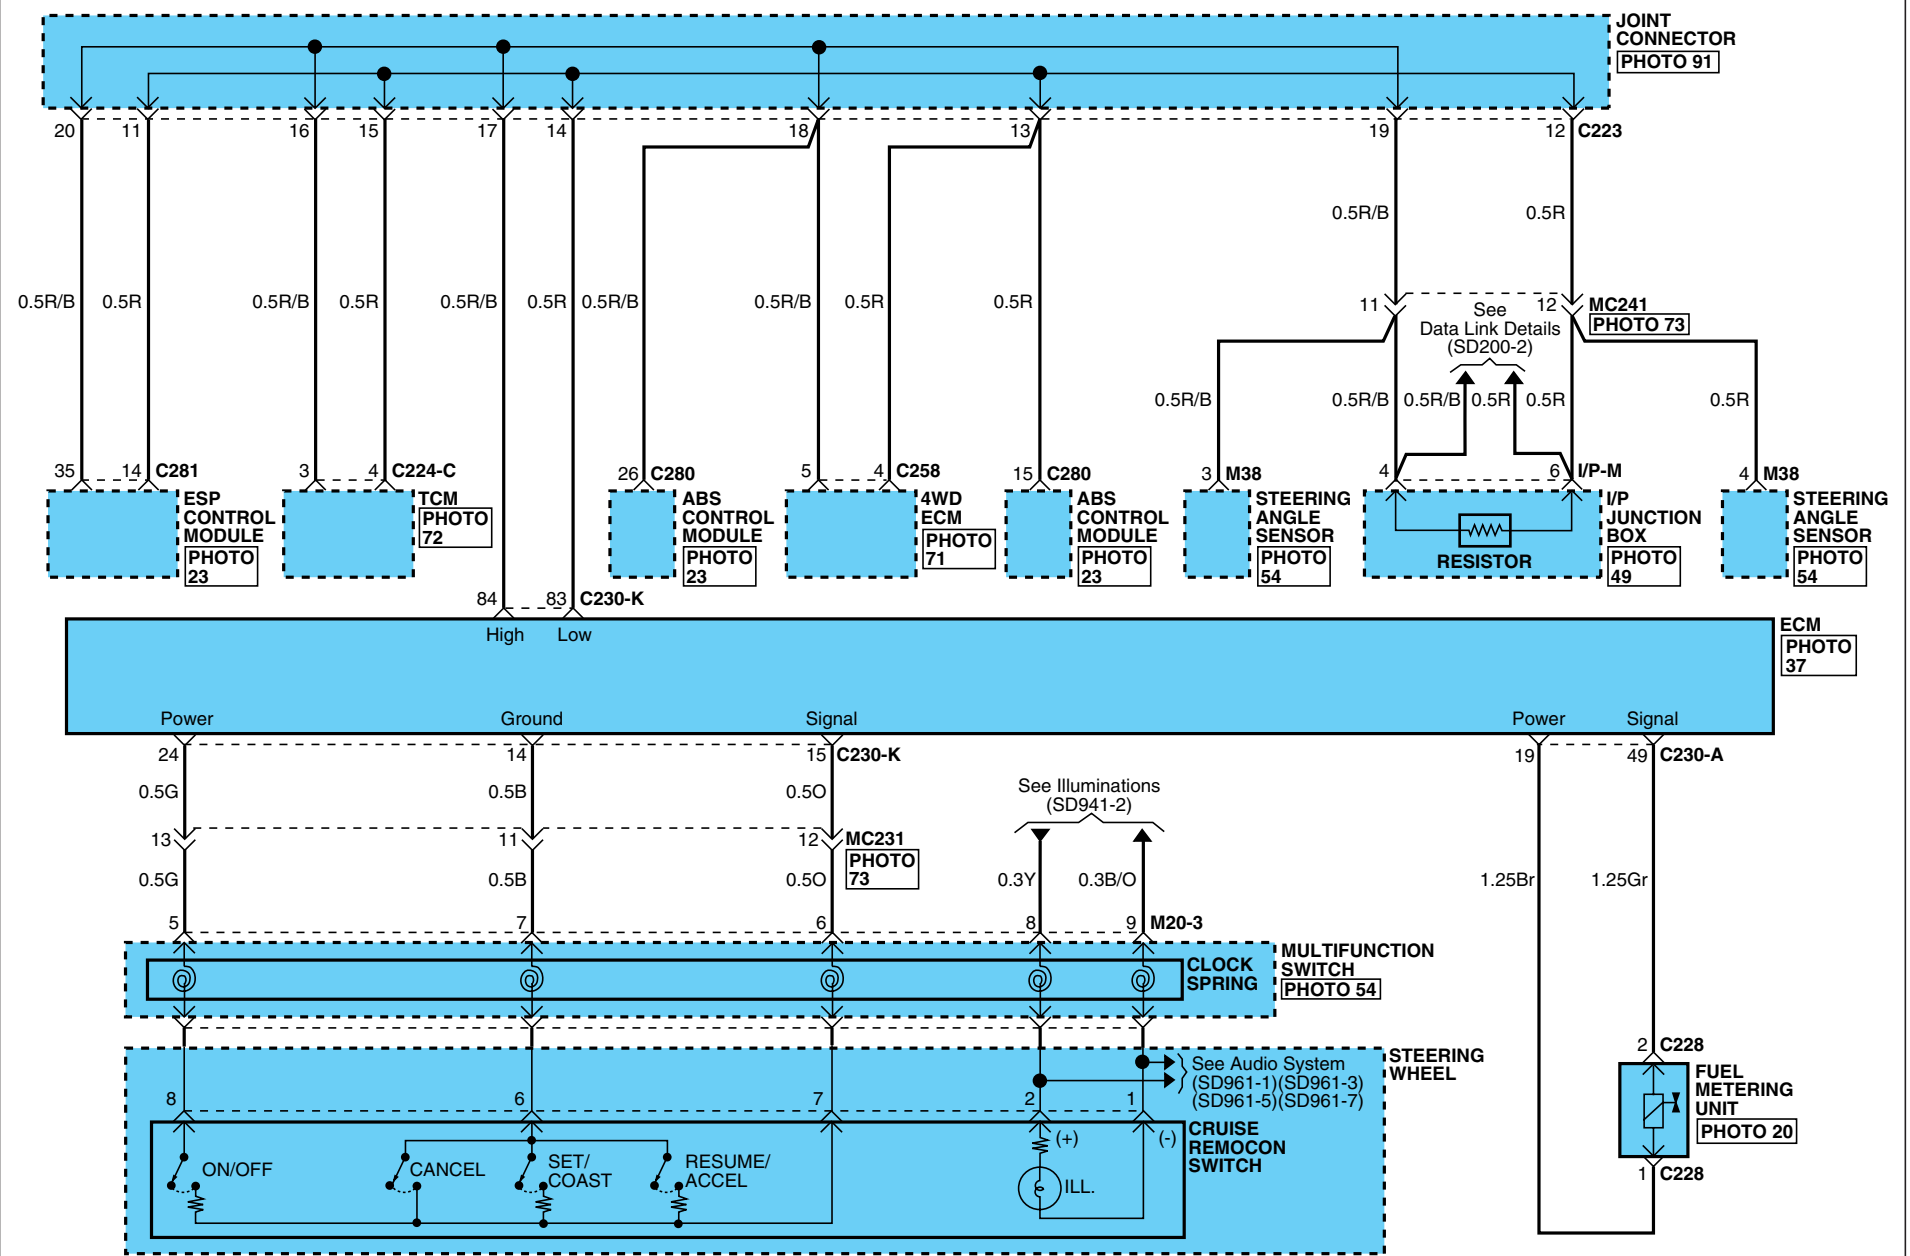 JOINT
CONNECTOR
PHOTO 91
20 11 16 15 17 14 18 13 19 12 C223
0.5R/B 0.5R
0.5R/B 0.5R 0.5R/B 0.5R 0.5R/B 0.5R 0.5R/B 0.5R/B 0.5R 0.5R
11 12 MC241
PHOTO 73
See
Data Link Details
(SD200-2)
0.5R/B 0.5R/B 0.5R/B 0.5R 0.5R 0.5R
35 14 C281
ESP
CONTROL
MODULE
PHOTO
23
3 4 C224-C
TCM
PHOTO
72
26 C280
ABS
CONTROL
MODULE
PHOTO
23
5 4 C258
4WD
ECM
PHOTO
71
15 C280
ABS
CONTROL
MODULE
PHOTO
23
3 M38
STEERING
ANGLE
SENSOR
PHOTO
54
4 6 I/P-M
RESISTOR
I/P
JUNCTION
BOX
PHOTO
49
4 M38
STEERING
ANGLE
SENSOR
PHOTO
54
84 83 C230-K
High Low
ECM
PHOTO
37
Power Ground Signal Power Signal
24 14 15 C230-K 19 49 C230-A
0.5G 0.5B 0.5O
See Illuminations
(SD941-2)
13 11 12 MC231
PHOTO
73
0.5G 0.5B 0.5O 0.3Y 0.3B/O 1.25Br 1.25Gr
5 7 6 8 9 M20-3
CLOCK
SPRING
MULTIFUNCTION
SWITCH
PHOTO 54
STEERING
WHEEL
See Audio System
(SD961-1)(SD961-3)
(SD961-5)(SD961-7)
8 6 7 2 1
CRUISE
REMOCON
SWITCH
(+) (-)
ON/OFF
CANCEL
SET/
COAST
RESUME/
ACCEL
ILL.
2 C228
FUEL
METERING
UNIT
PHOTO 20
1 C228